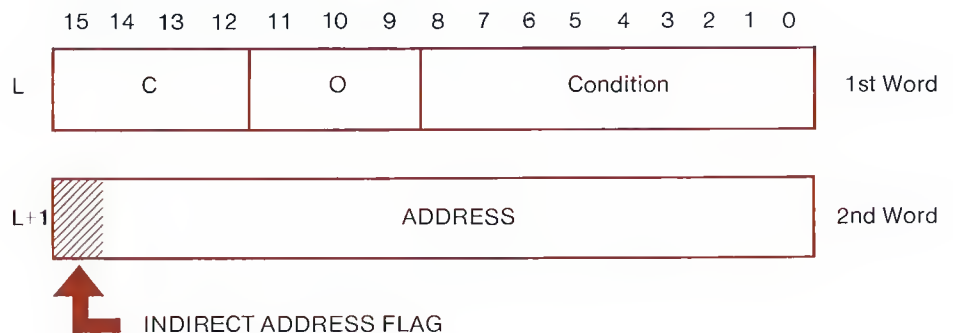 15 14 13 12 11 10 9 8 7 6 5 4 3 2 1 0
L C O Condition 1st Word
L+1 ADDRESS 2nd Word
INDIRECT ADDRESS FLAG